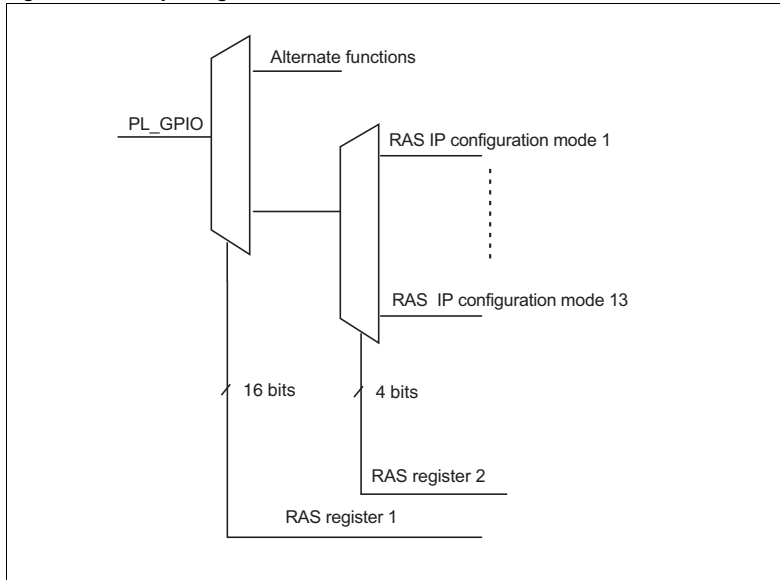 Alternate functions
PL_GPIO
RAS IP configuration mode 1
RAS IP configuration mode 13
16 bits
4 bits
RAS register 2
RAS register 1